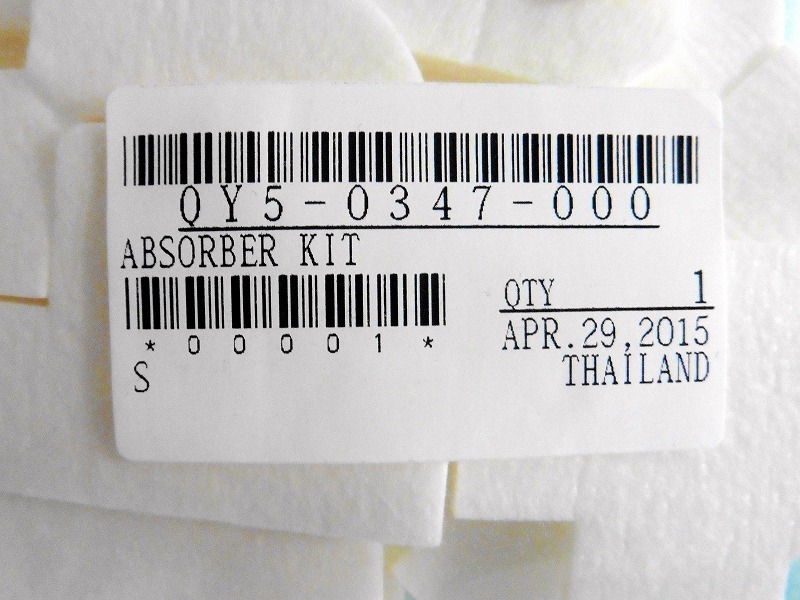 QY5-0347-000
ABSORBER KIT
QTY 1
*00001*
APR.29,2015
S
THAILAND